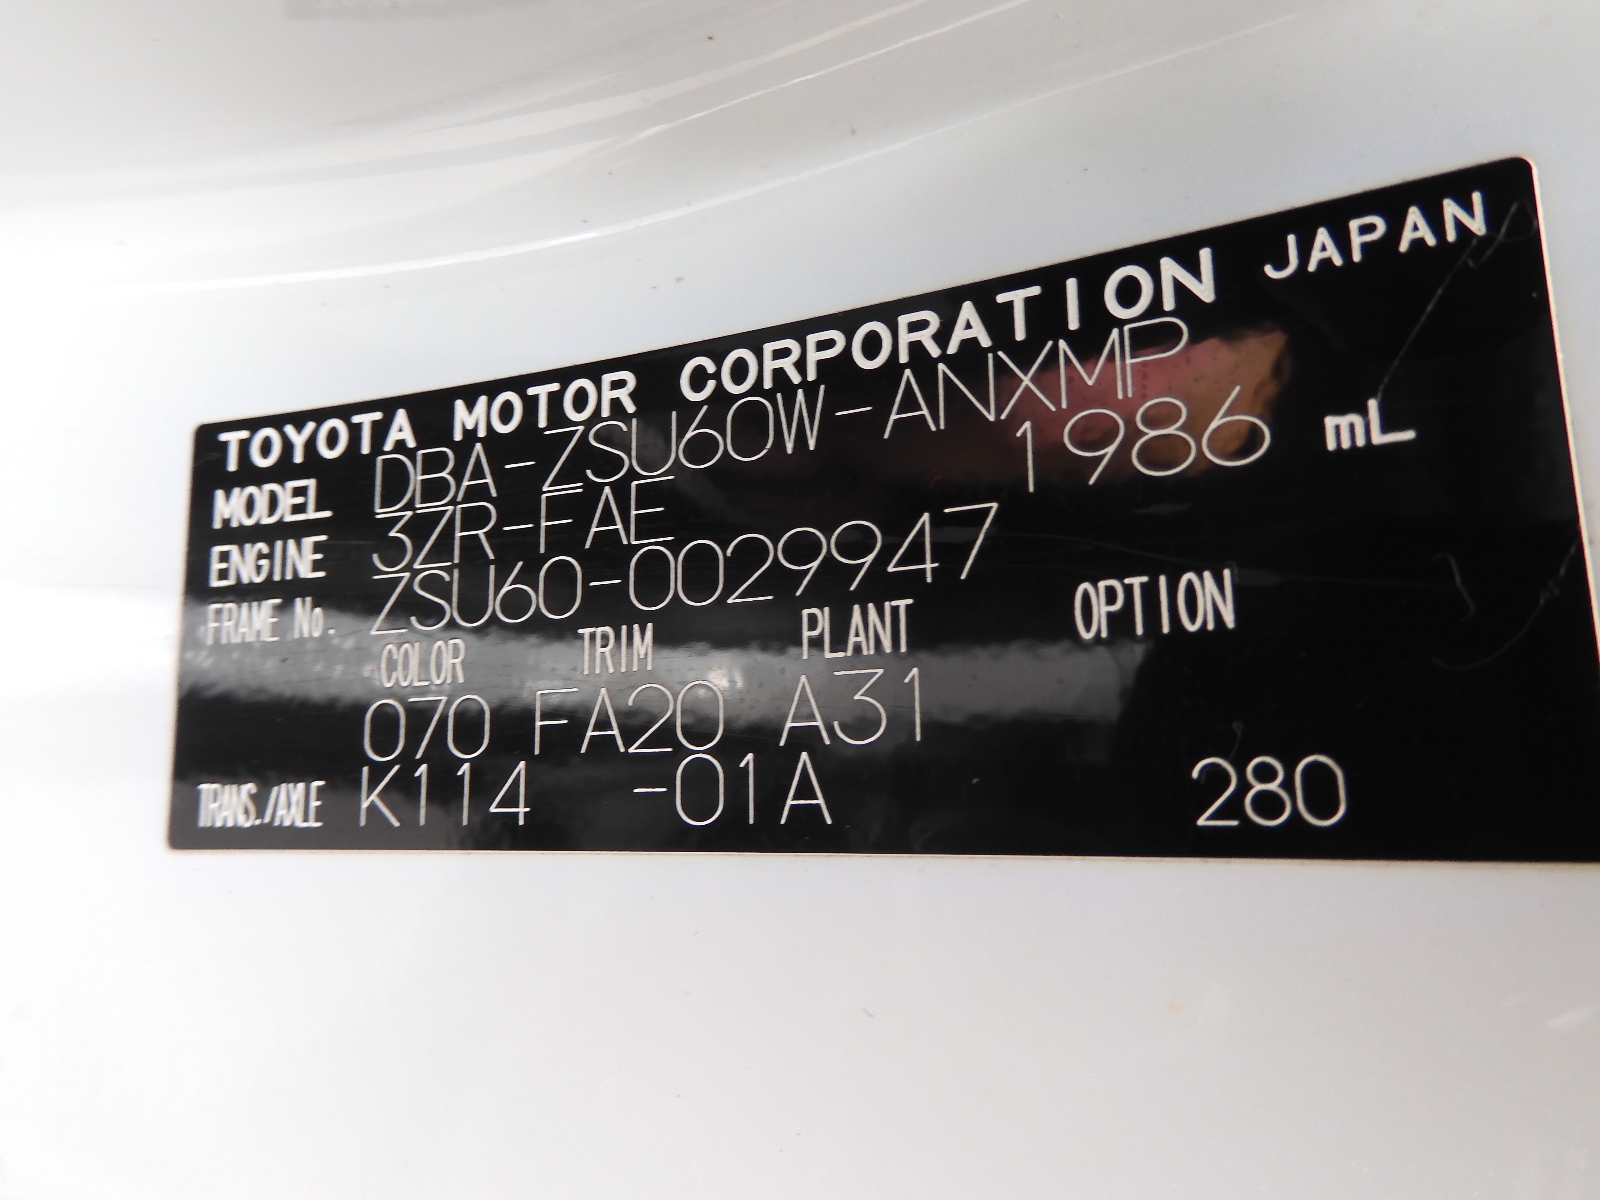 TOYOTA MOTOR CORPORATION JAPAN
MODEL DBA-ZSU60W-ANXMP
ENGINE 3ZR-FAE 1986 mL
FRAME No. ZSU60-0029947
COLOR TRIM PLANT OPTION
070 FA20 A31
TRANS./AXLE K114 -01A 280